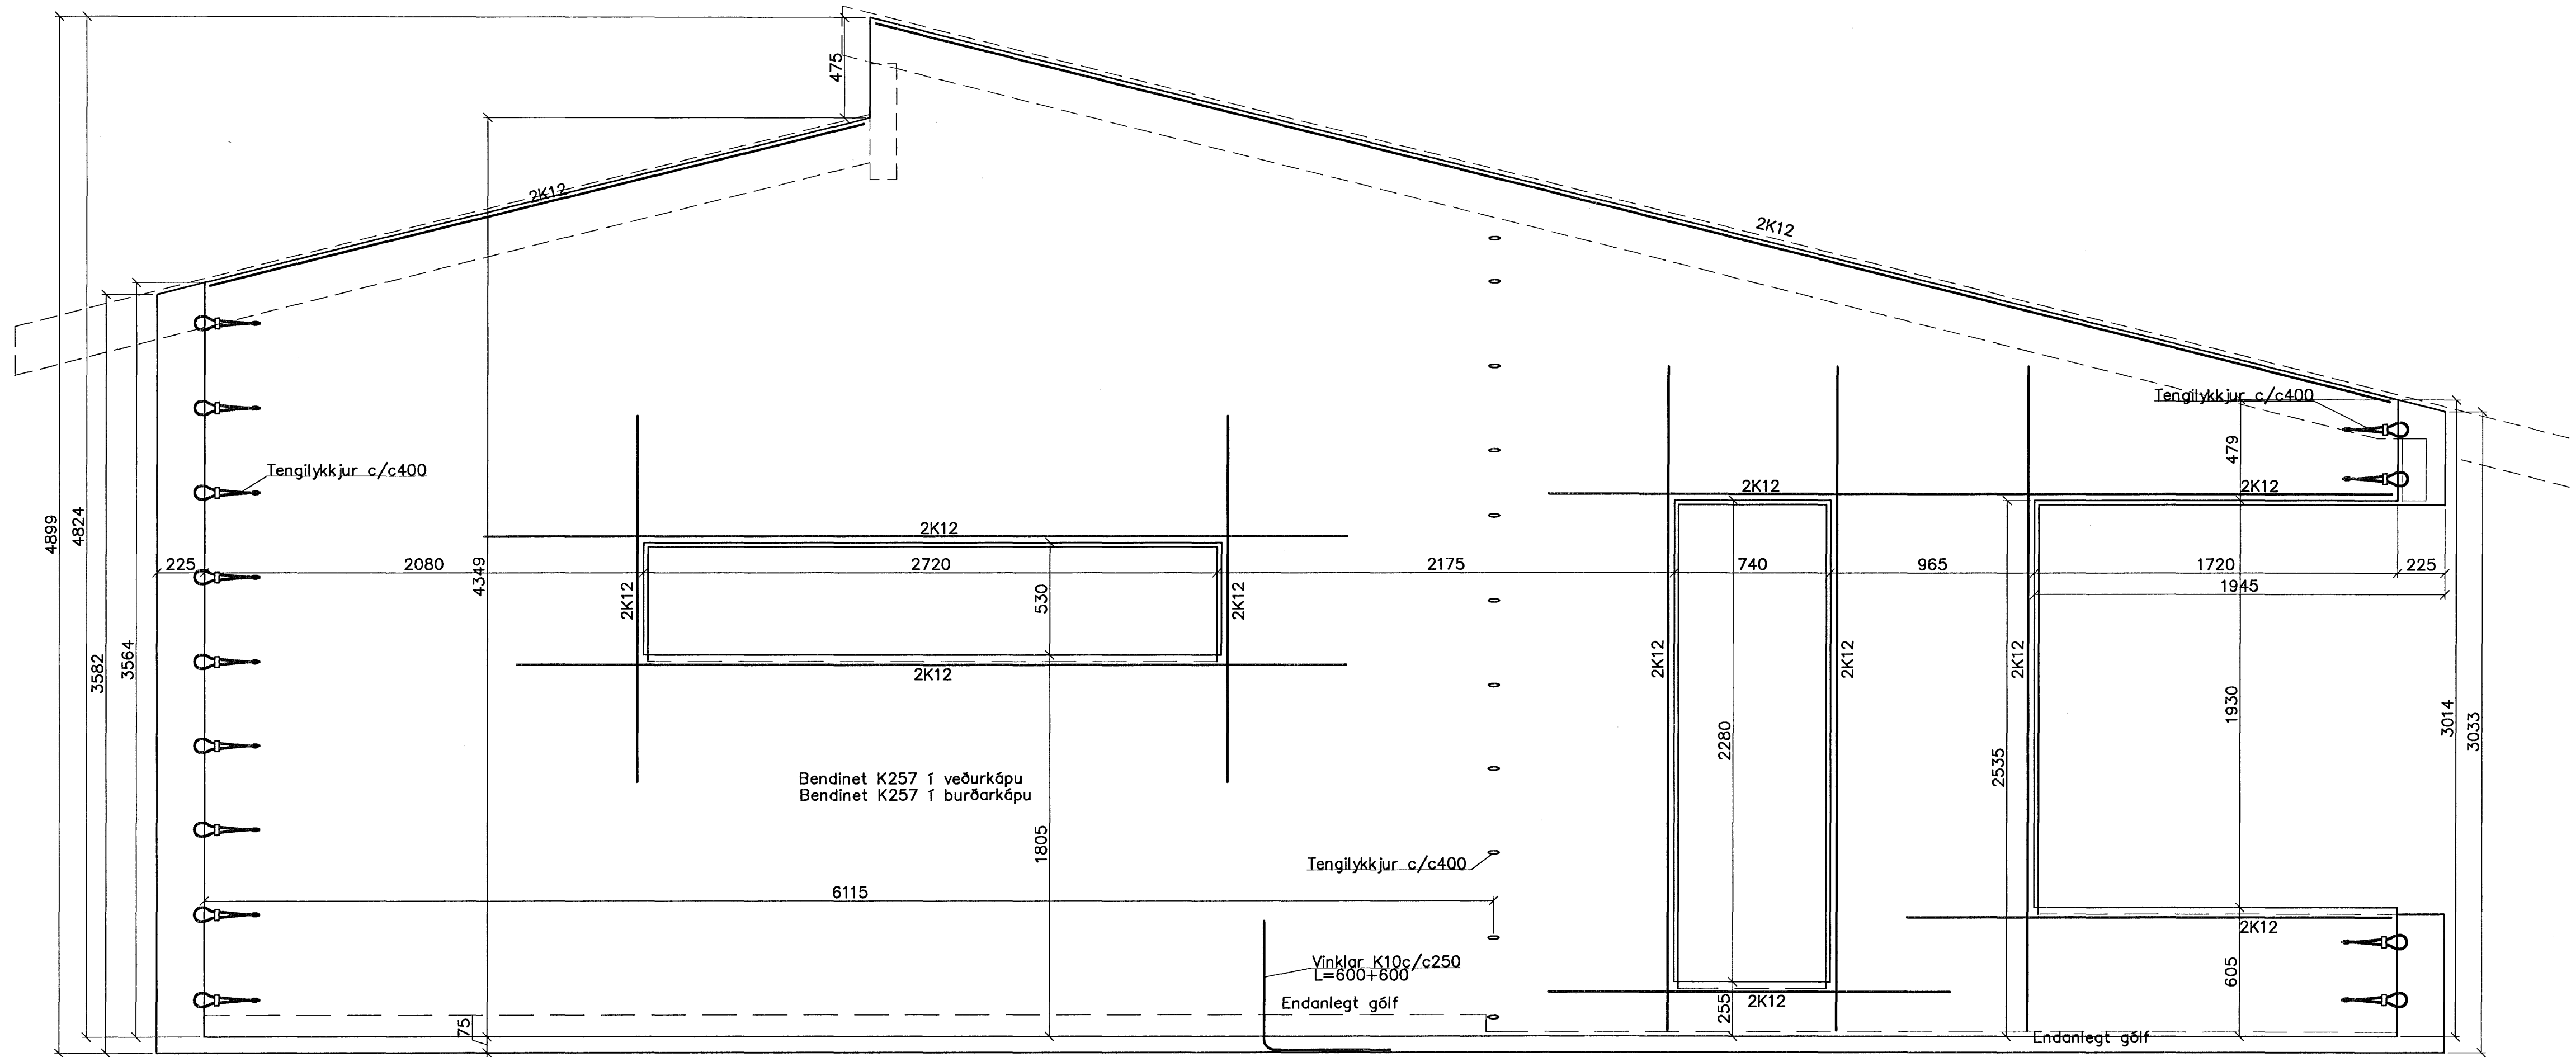 475
2K12
2K12
Tengilykkjur c/c400
Tengilykkjur c/c400
479
4899
4824
4349
3582
3564
2K12
2K12
2K12
225
2080
2720
2175
740
965
1720
225
1945
2K12
530
2K12
2K12
2K12
2K12
2K12
2280
2535
1930
3014
3033
Bendinet K257 í veðurkápu
Bendinet K257 í burðarkápu
1805
Tengilykkjur c/c400
6115
2K12
Vinklar K10c/c250
L=600+600
605
Endanlegt gólf
255
2K12
75
Endanlegt gólf